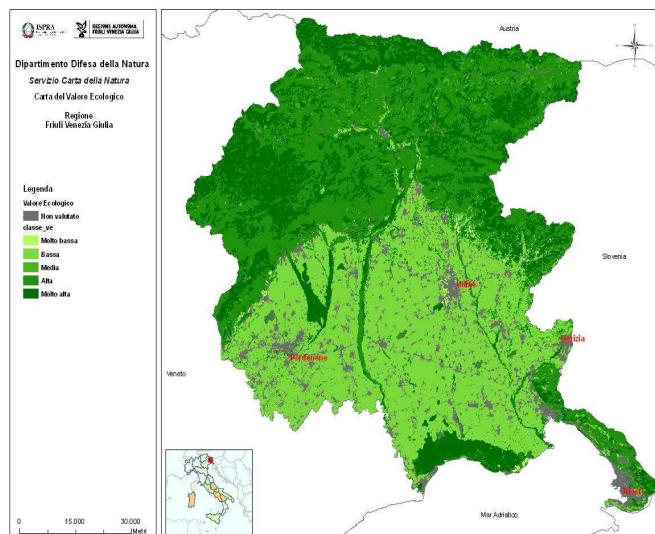 ISPRA
REGIONE AUTONOMA
FRIULI VENEZIA GIULIA
Dipartimento Difesa della Natura
Servizio Carta della Natura
Carta del Valore Ecologico
Regione
Friuli Venezia Giulia
Legenda
Valore Ecologico
Non valutato
classe_ve
Molto bassa
Bassa
Media
Alta
Molto alta
0 15.000 30.000
Metri
Austria
Slovenia
Udine
Gorizia
Pordenone
Veneto
Trieste
Mar Adriatico